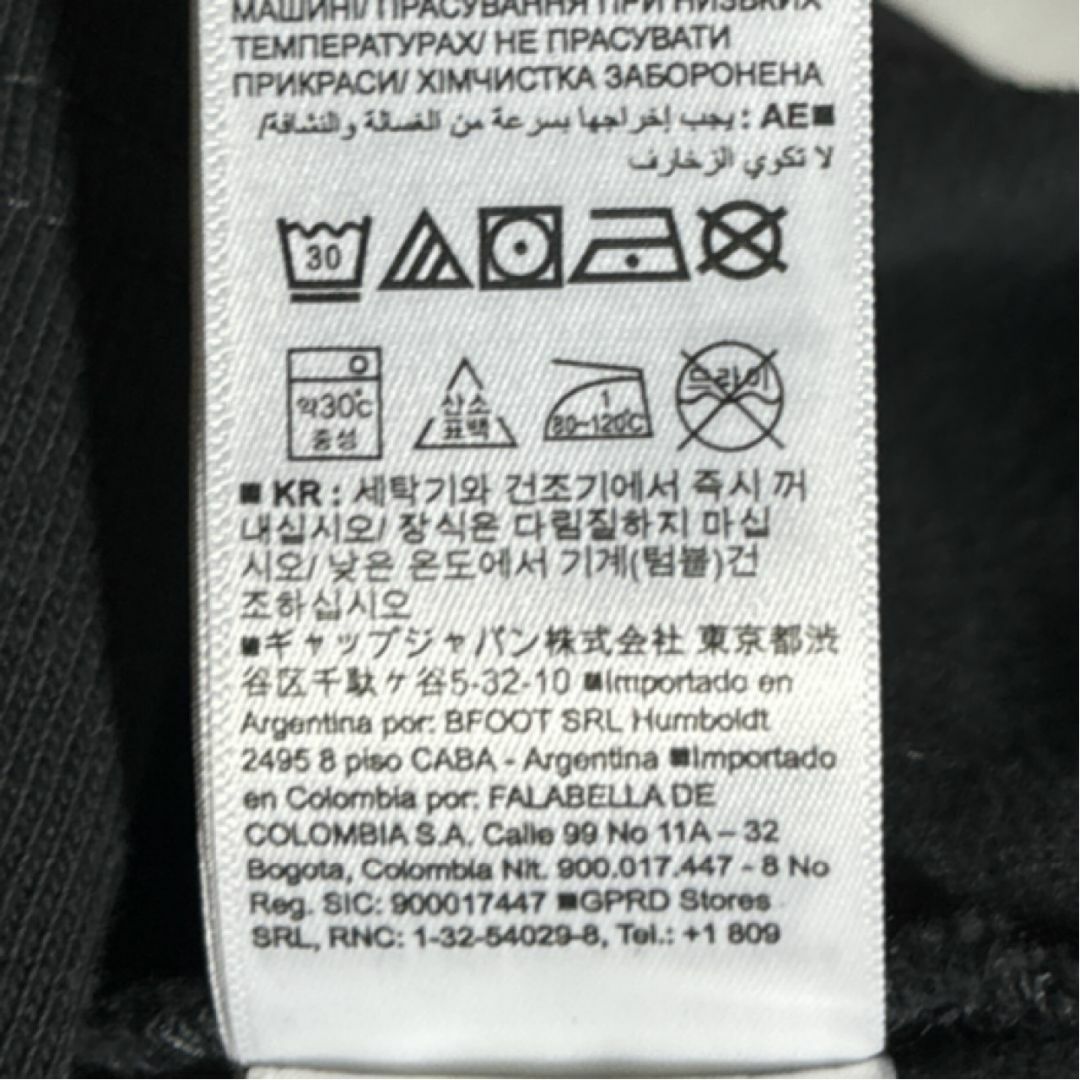 МАШИНІ/ ПРАСУВАННЯ ПРИ НИЗЬКИХ
ТЕМПЕРАТУРАХ/ НЕ ПРАСУВАТИ
ПРИКРАСИ/ ХІМЧИСТКА ЗАБОРОНЕНА
■AE : يجب إخراجها بسرعة من الغسالة والنشافة/
لا تكوي الزخارف
30
약30℃ 산소 1 드라이
중성 표백 80~120℃
■ KR : 세탁기와 건조기에서 즉시 꺼
내십시오/ 장식은 다림질하지 마십
시오/ 낮은 온도에서 기계(텀블)건
조하십시오
■ギャップジャパン株式会社 東京都渋
谷区千駄ケ谷5-32-10 ■Importado en
Argentina por: BFOOT SRL Humboldt
2495 8 piso CABA - Argentina ■Importado
en Colombia por: FALABELLA DE
COLOMBIA S.A. Calle 99 No 11A – 32
Bogota, Colombia Nit. 900.017.447 - 8 No
Reg. SIC: 900017447 ■GPRD Stores
SRL, RNC: 1-32-54029-8, Tel.: +1 809